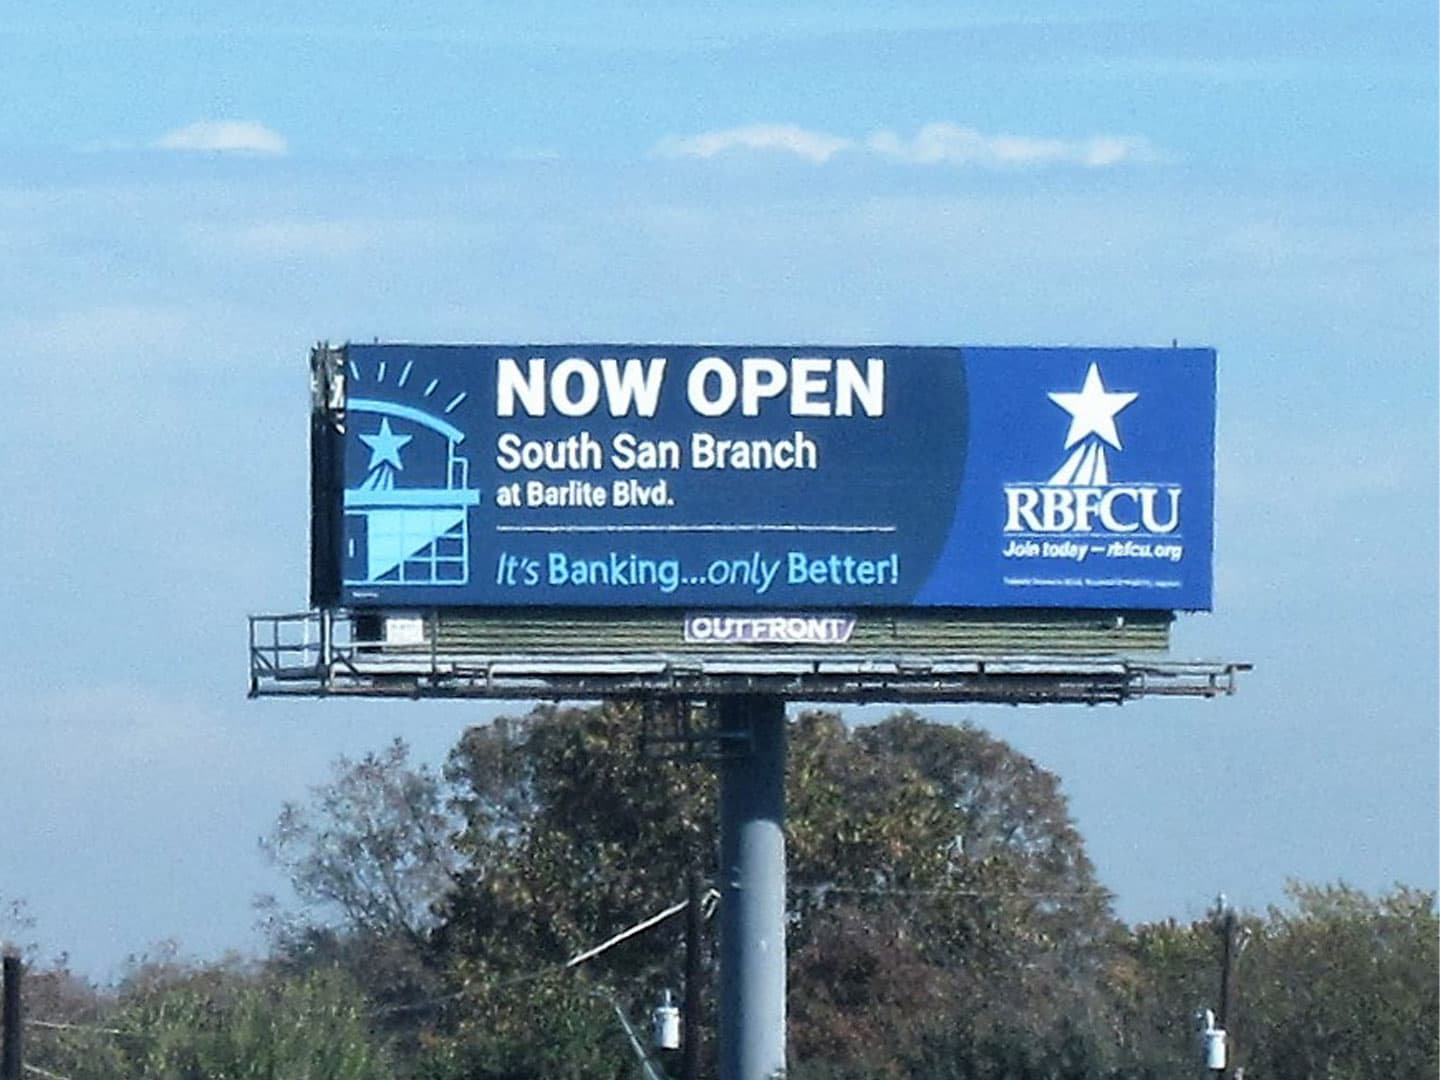 NOW OPEN
South San Branch
at Barlite Blvd.
It's Banking...only Better!
RBFCU
Join today — rbfcu.org
OUTFRONT/